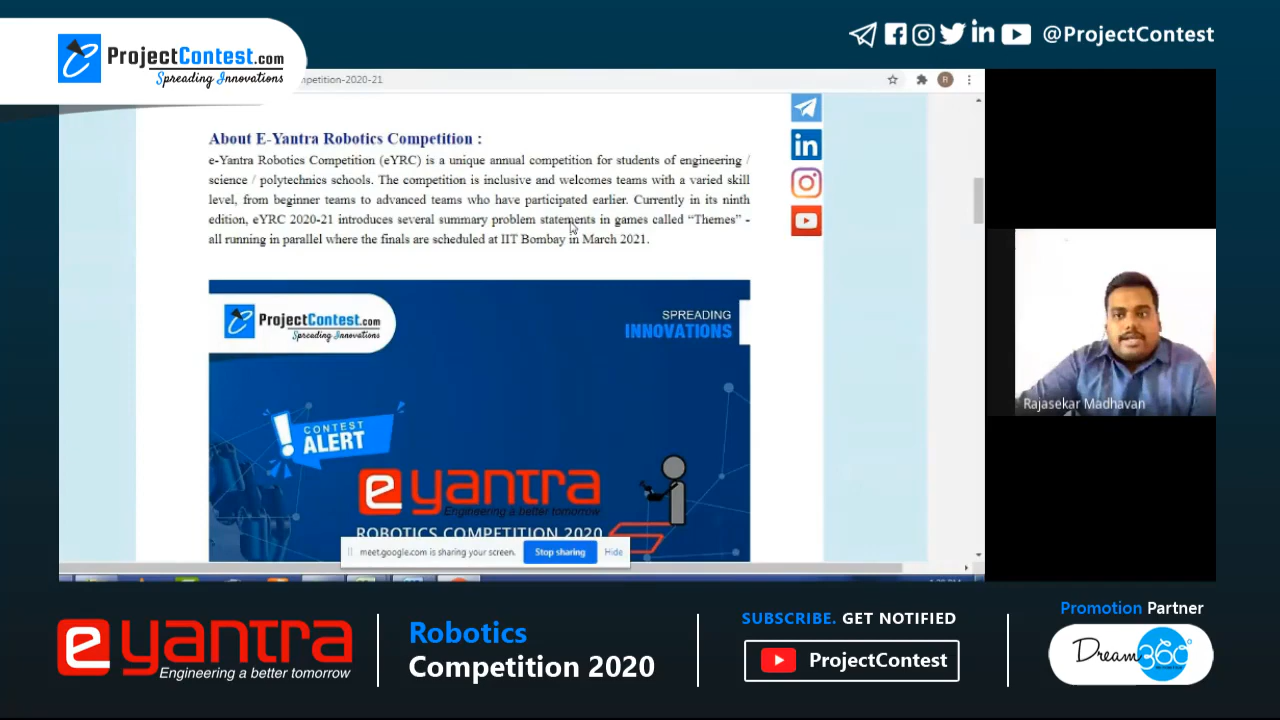 ProjectContest.com
Spreading Innovations
@ProjectContest
mpetition-2020-21
R
About E-Yantra Robotics Competition :
e-Yantra Robotics Competition (eYRC) is a unique annual competition for students of engineering /
science / polytechnics schools. The competition is inclusive and welcomes teams with a varied skill
level, from beginner teams to advanced teams who have participated earlier. Currently in its ninth
edition, eYRC 2020-21 introduces several summary problem statements in games called “Themes” -
all running in parallel where the finals are scheduled at IIT Bombay in March 2021.
in
ProjectContest.com
Spreading Innovations
SPREADING
INNOVATIONS
CONTEST
ALERT
e yantra
Engineering a better tomorrow
ROBOTICS COMPETITION 2020
meet.google.com is sharing your screen.
Stop sharing
Hide
Rajasekar Madhavan
e yantra
Engineering a better tomorrow
Robotics
Competition 2020
SUBSCRIBE. GET NOTIFIED
ProjectContest
Promotion Partner
Dream360°